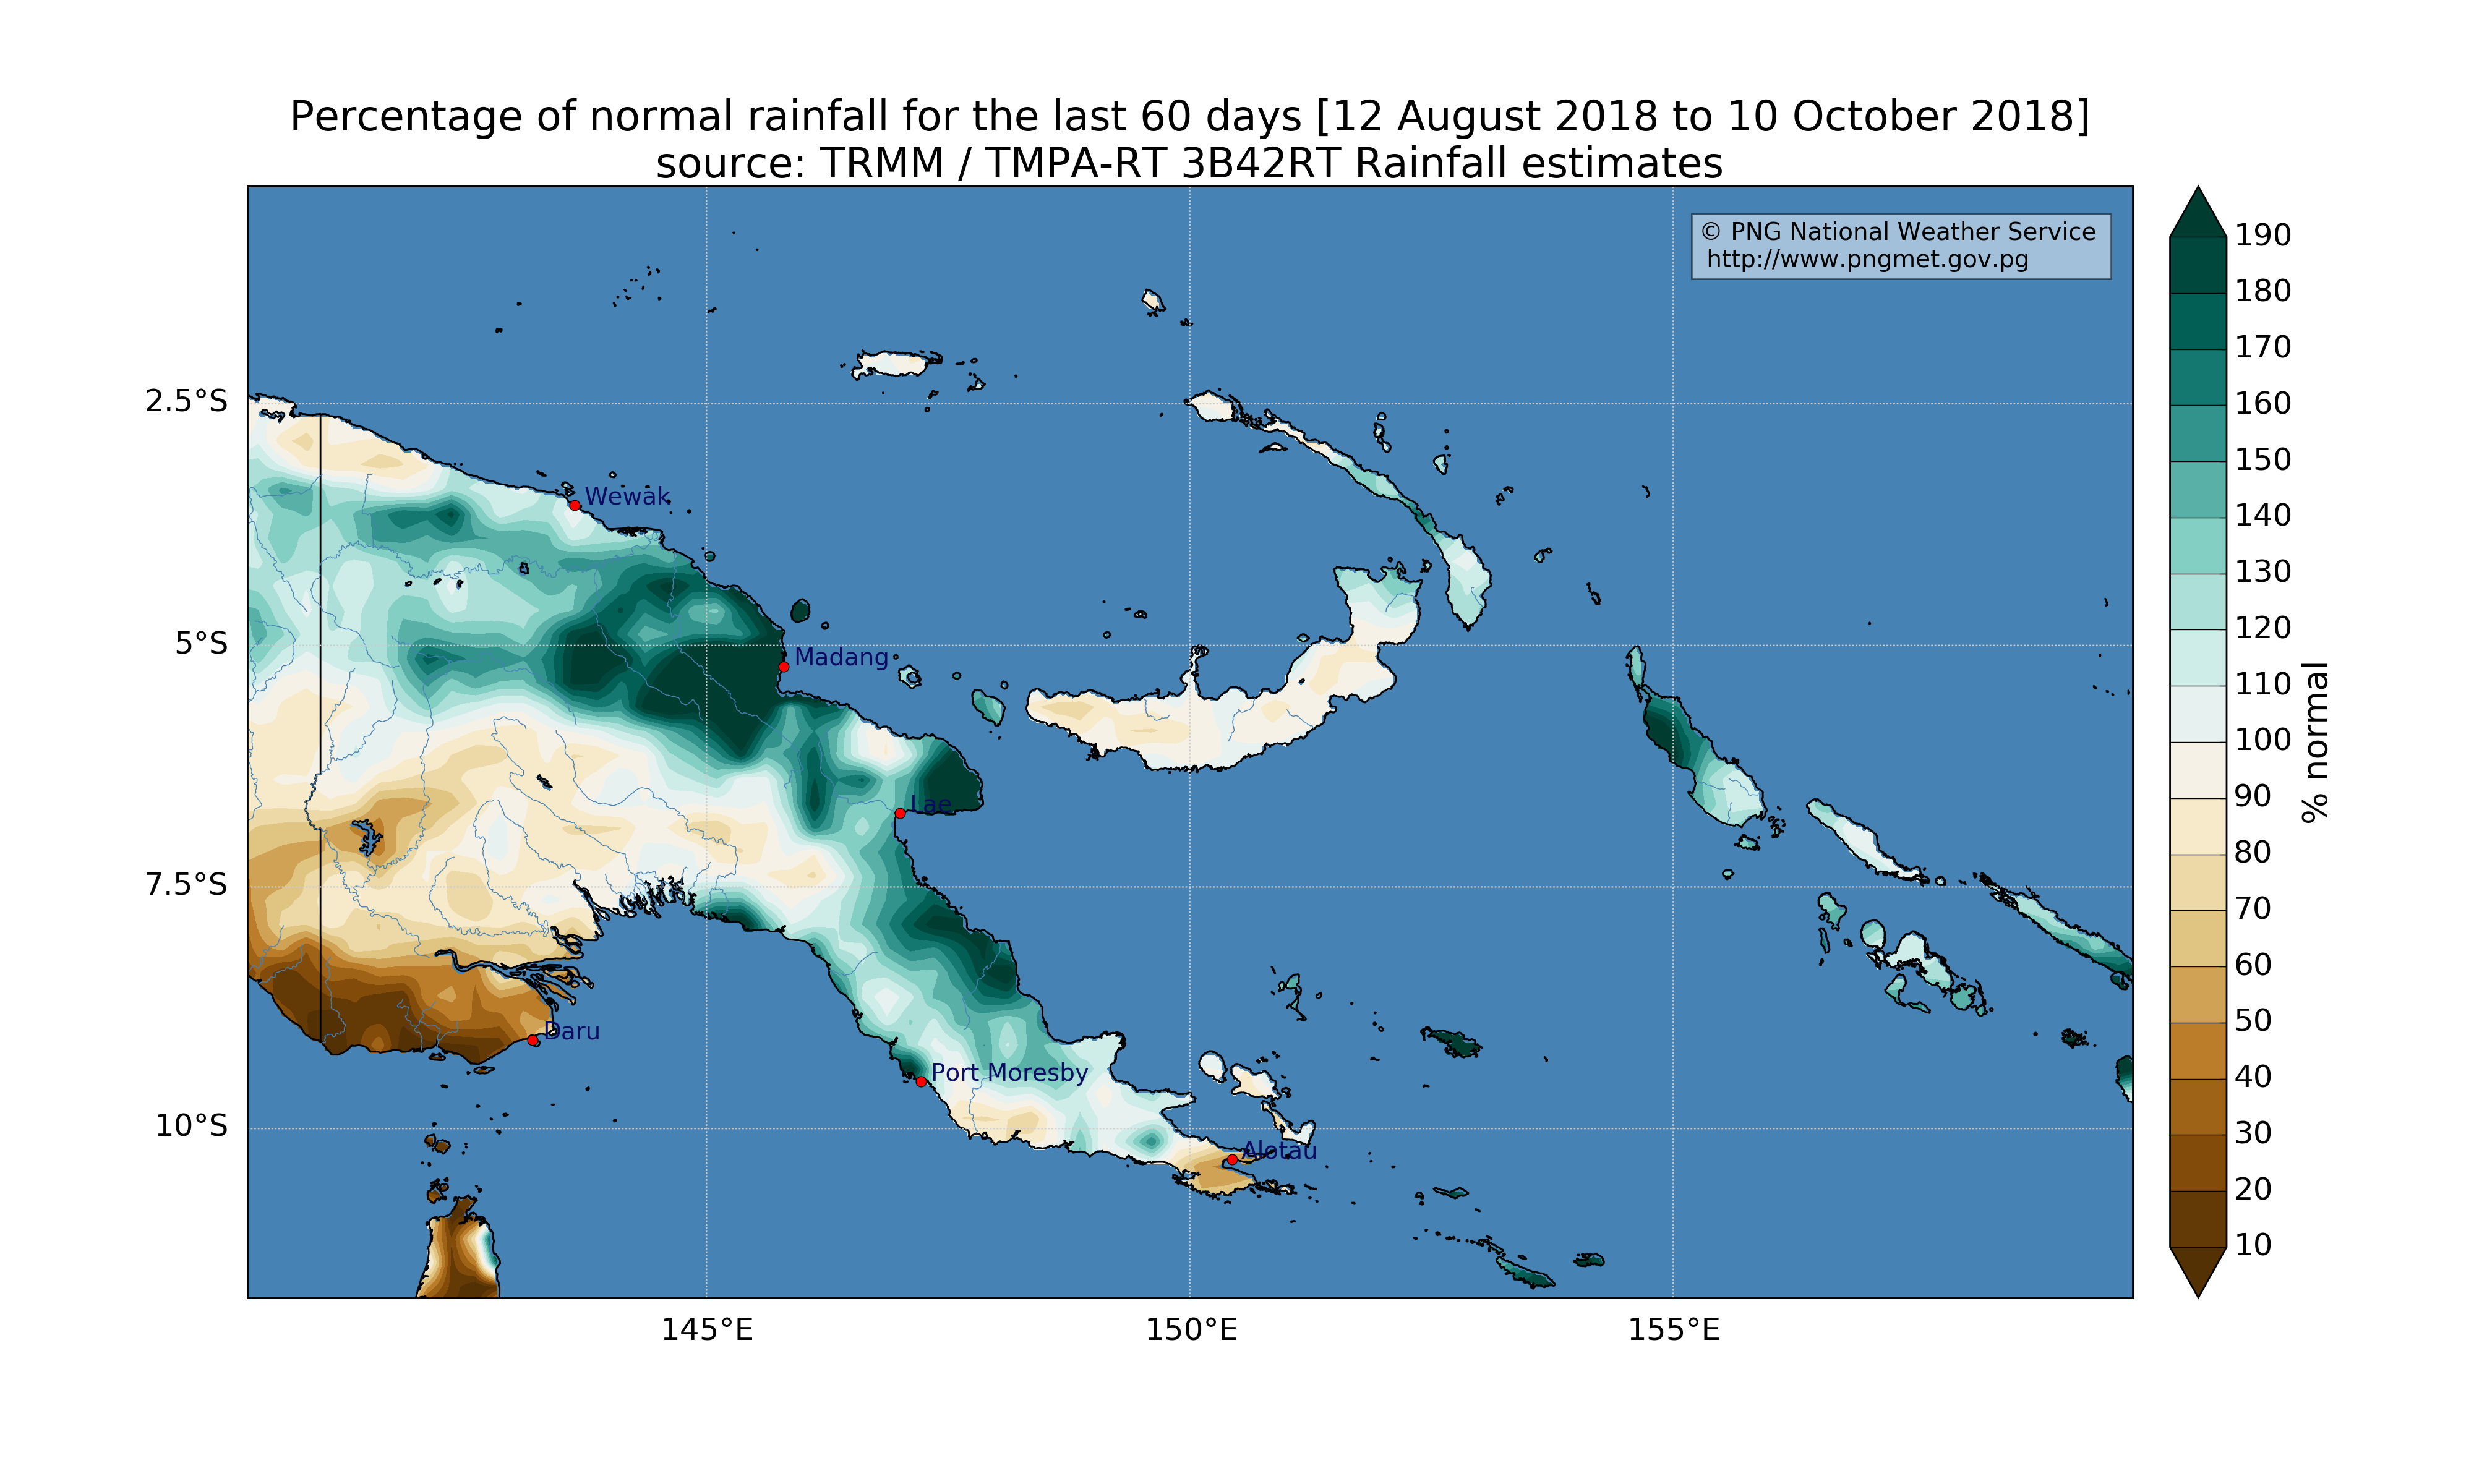 Percentage of normal rainfall for the last 60 days [12 August 2018 to 10 October 2018]
source: TRMM / TMPA-RT 3B42RT Rainfall estimates
© PNG National Weather Service
http://www.pngmet.gov.pg
2.5°S
5°S
7.5°S
10°S
Wewak
Madang
Lae
Daru
Port Moresby
Alotau
145°E
150°E
155°E
190
180
170
160
150
140
130
120
110
100
90
80
70
60
50
40
30
20
10
% normal